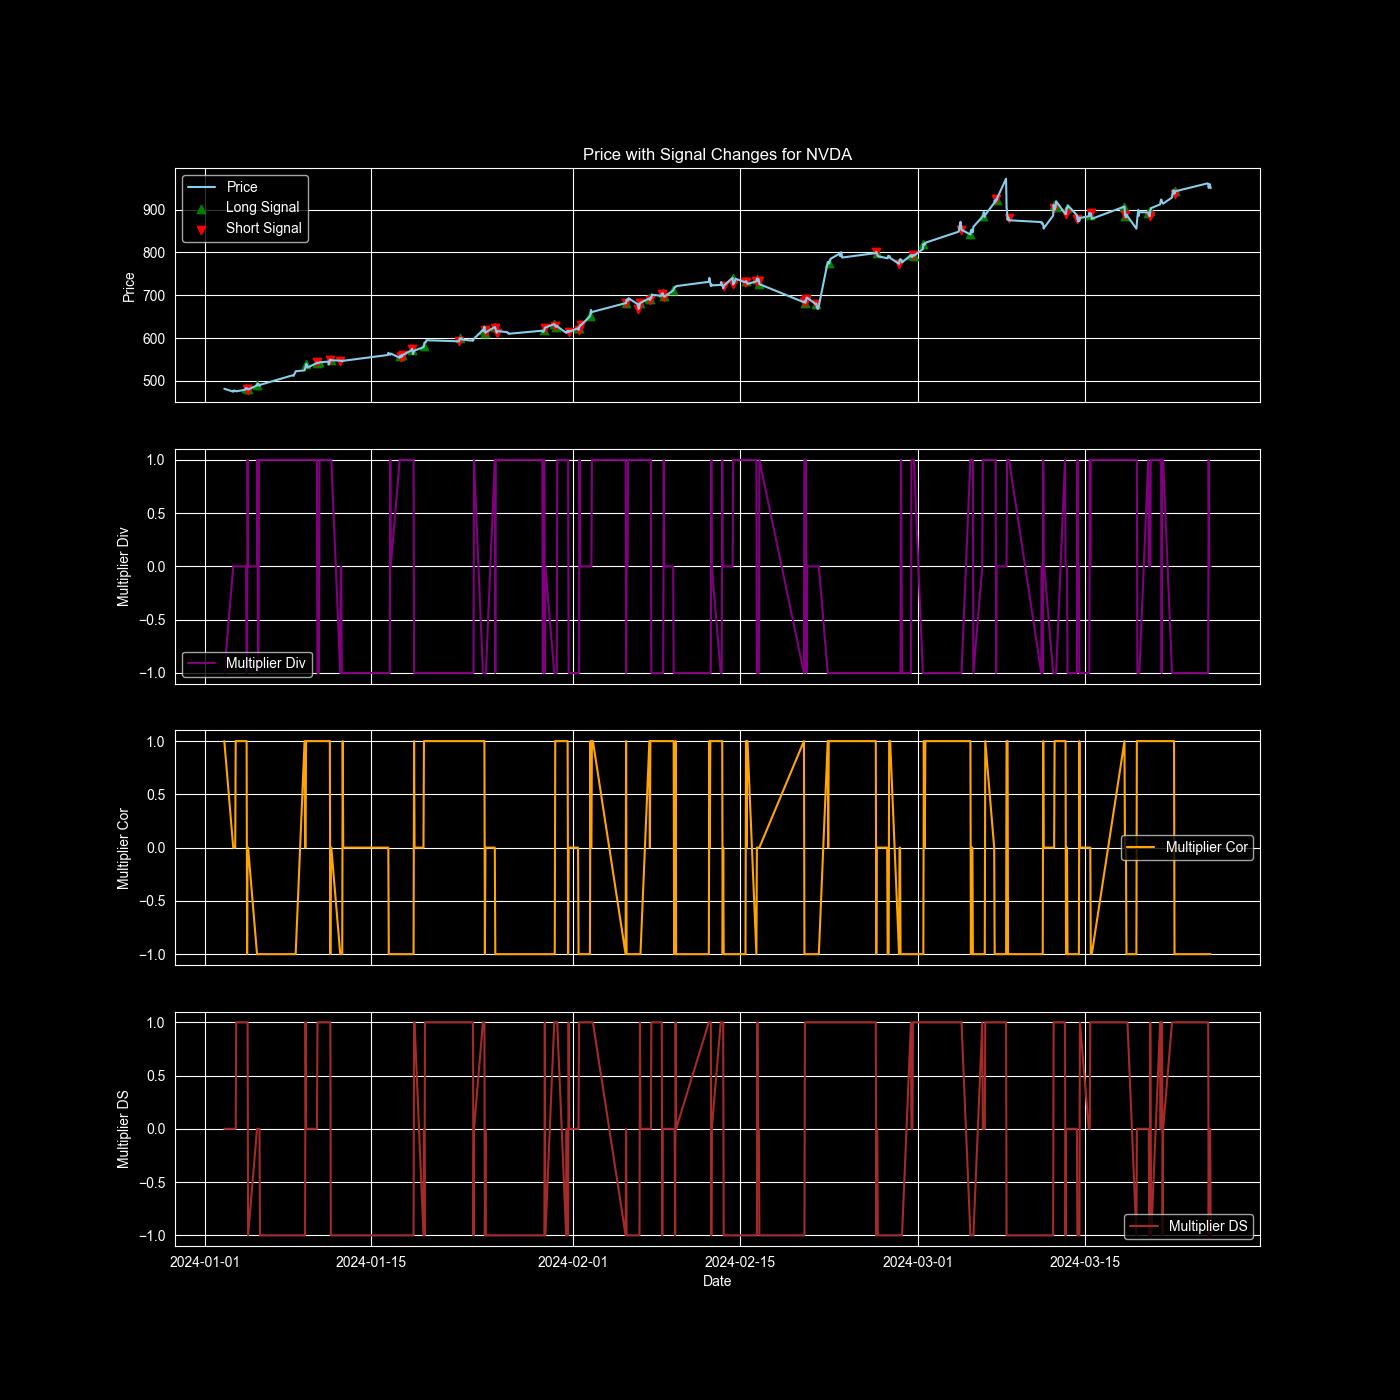 Price with Signal Changes for NVDA
Price
Long Signal
Short Signal
900
800
700
600
500
Price
1.0
0.5
0.0
−0.5
−1.0
Multiplier Div
Multiplier Div
1.0
0.5
0.0
−0.5
−1.0
Multiplier Cor
Multiplier Cor
1.0
0.5
0.0
−0.5
−1.0
Multiplier DS
Multiplier DS
2024-01-01 2024-01-15 2024-02-01 2024-02-15 2024-03-01 2024-03-15
Date